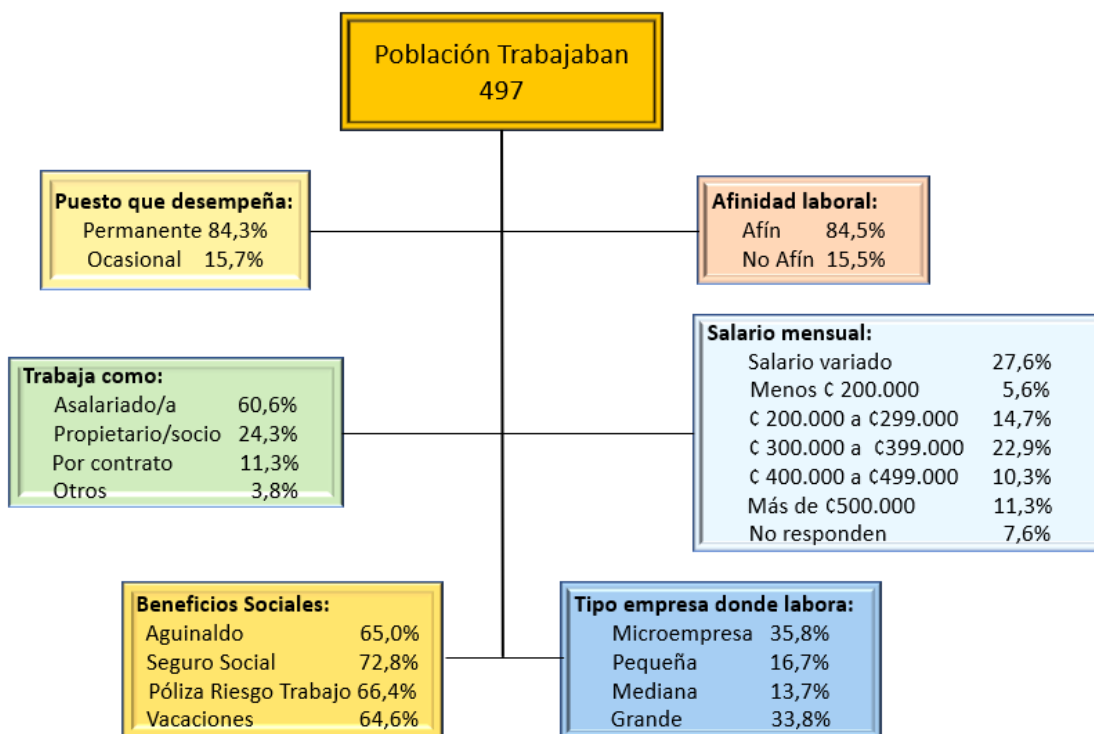 Población Trabajaban
497
Puesto que desempeña:
Permanente 84,3%
Ocasional 15,7%
Afinidad laboral:
Afín 84,5%
No Afín 15,5%
Trabaja como:
Asalariado/a 60,6%
Propietario/socio 24,3%
Por contrato 11,3%
Otros 3,8%
Salario mensual:
Salario variado 27,6%
Menos ¢ 200.000 5,6%
¢ 200.000 a ¢299.000 14,7%
¢ 300.000 a ¢399.000 22,9%
¢ 400.000 a ¢499.000 10,3%
Más de ¢500.000 11,3%
No responden 7,6%
Beneficios Sociales:
Aguinaldo 65,0%
Seguro Social 72,8%
Póliza Riesgo Trabajo 66,4%
Vacaciones 64,6%
Tipo empresa donde labora:
Microempresa 35,8%
Pequeña 16,7%
Mediana 13,7%
Grande 33,8%